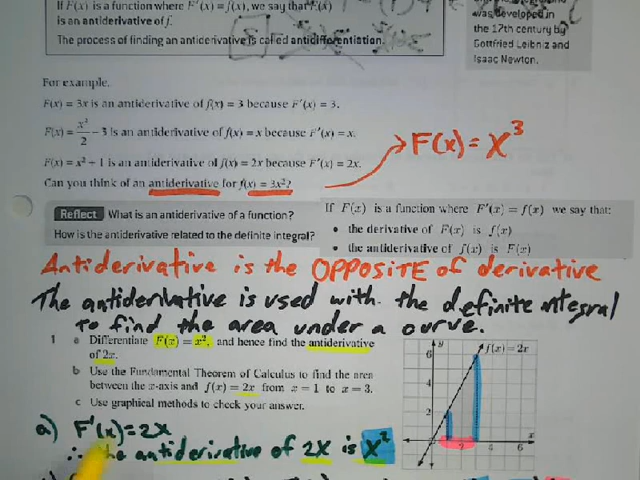 If F(x) is a function where F'(x) = f(x), we say that F(x)
is an antiderivative of f.
The process of finding an antiderivative is called antidifferentiation.
was developed in
the 17th century by
Gottfried Leibniz and
Isaac Newton.
For example,
F(x) = 3x is an antiderivative of f(x) = 3 because F'(x) = 3.
F(x) = x²/2 − 3 is an antiderivative of f(x) = x because F'(x) = x.
F(x) = x² + 1 is an antiderivative of f(x) = 2x because F'(x) = 2x.
Can you think of an antiderivative for f(x) = 3x²?
F(x) = x³
Reflect What is an antiderivative of a function?
How is the antiderivative related to the definite integral?
If F(x) is a function where F'(x) = f(x) we say that:
• the derivative of F(x) is f(x)
• the antiderivative of f(x) is F(x)
Antiderivative is the OPPOSITE of derivative
The antiderivative is used with the definite integral
to find the area under a curve.
1 a Differentiate F(x) = x², and hence find the antiderivative
of 2x.
b Use the Fundamental Theorem of Calculus to find the area
between the x-axis and f(x) = 2x from x = 1 to x = 3.
c Use graphical methods to check your answer.
y
f(x) = 2x
6
4
2
0
4
6
x
a) F'(x) = 2x
∴ the antiderivative of 2x is x²